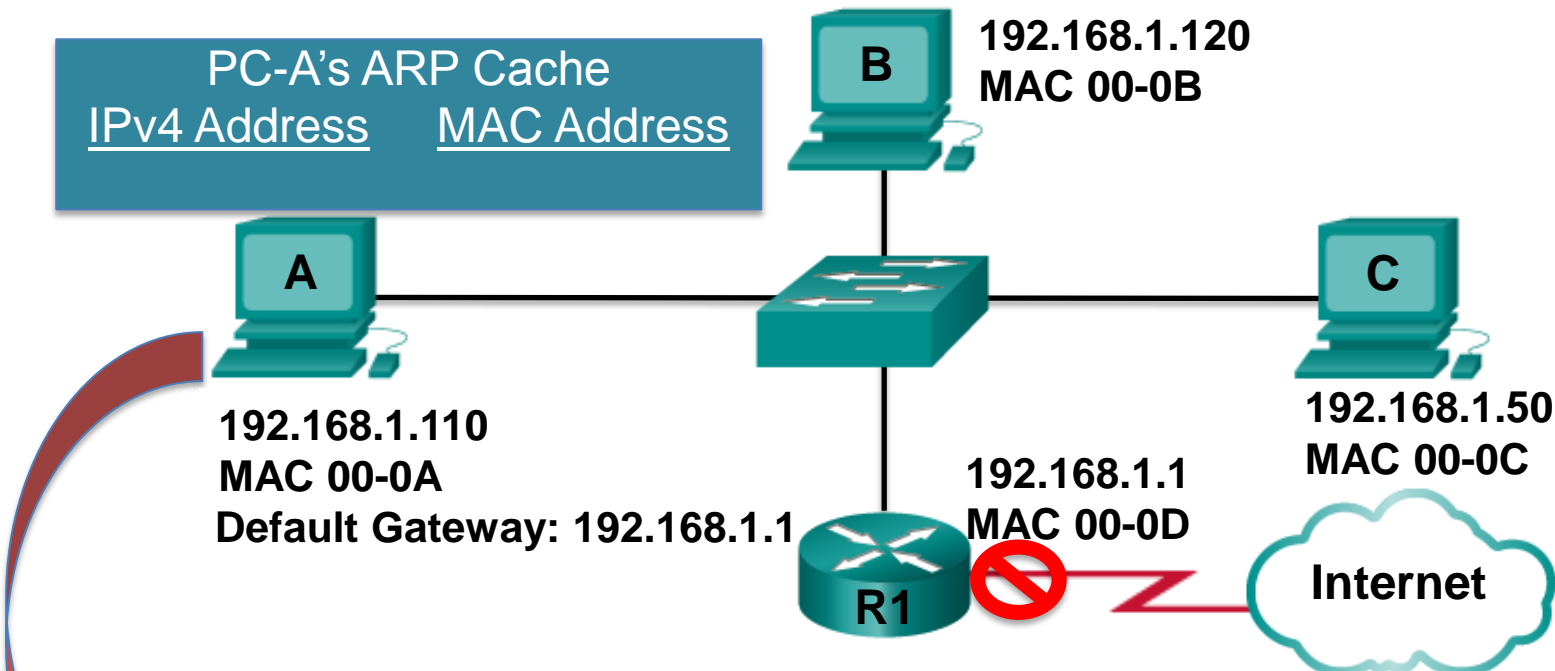 PC-A's ARP Cache
IPv4 Address MAC Address
B
192.168.1.120
MAC 00-0B
A
C
192.168.1.110
MAC 00-0A
Default Gateway: 192.168.1.1
192.168.1.50
MAC 00-0C
192.168.1.1
MAC 00-0D
R1
Internet